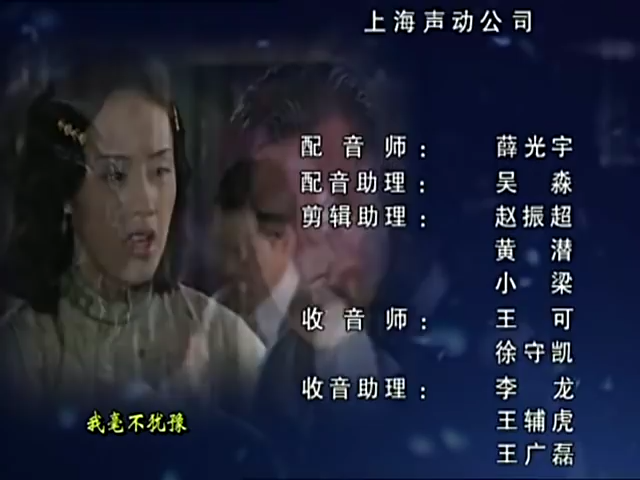 上海声动公司
配音师：薛光宇
配音助理：吴淼
剪辑助理：赵振超
黄潜
小梁
收音师：王可
徐守凯
收音助理：李龙
王辅虎
我毫不犹豫
王广磊